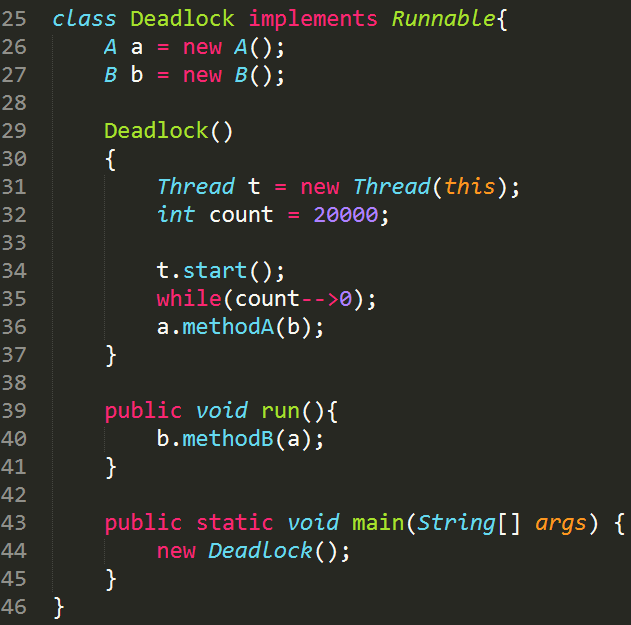 25 class Deadlock implements Runnable{
26     A a = new A();
27     B b = new B();
28
29     Deadlock()
30     {
31         Thread t = new Thread(this);
32         int count = 20000;
33
34         t.start();
35         while(count-->0);
36         a.methodA(b);
37     }
38
39     public void run(){
40         b.methodB(a);
41     }
42
43     public static void main(String[] args) {
44         new Deadlock();
45     }
46 }